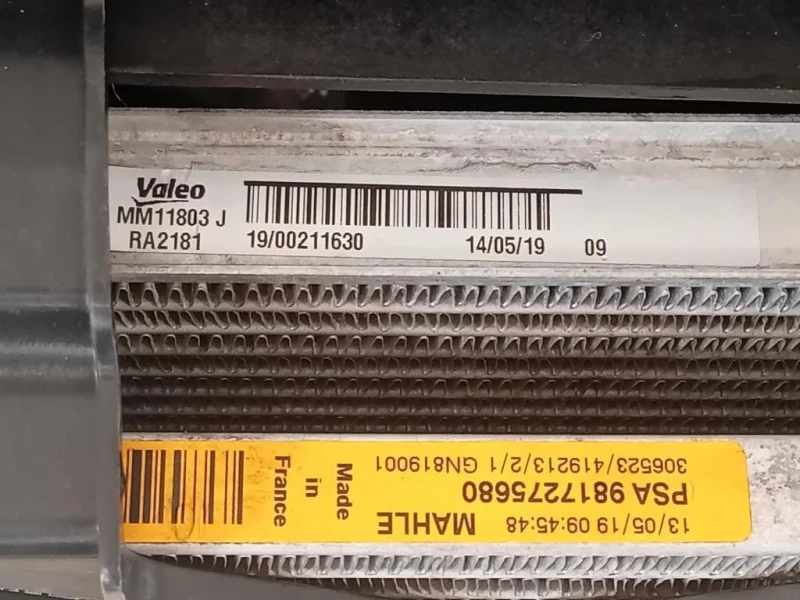 Valeo
MM11803 J
RA2181
19/00211630
14/05/19
09
13/05/19 09:45:48
PSA 9817275680
306523/419213/2/1 GN819001
MAHLE
Made
in
France